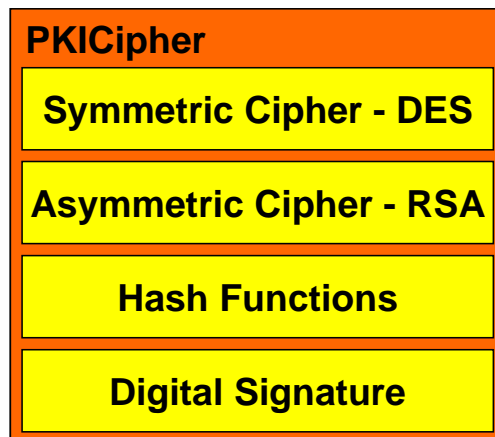 PKICipher
Symmetric Cipher - DES
Asymmetric Cipher - RSA
Hash Functions
Digital Signature